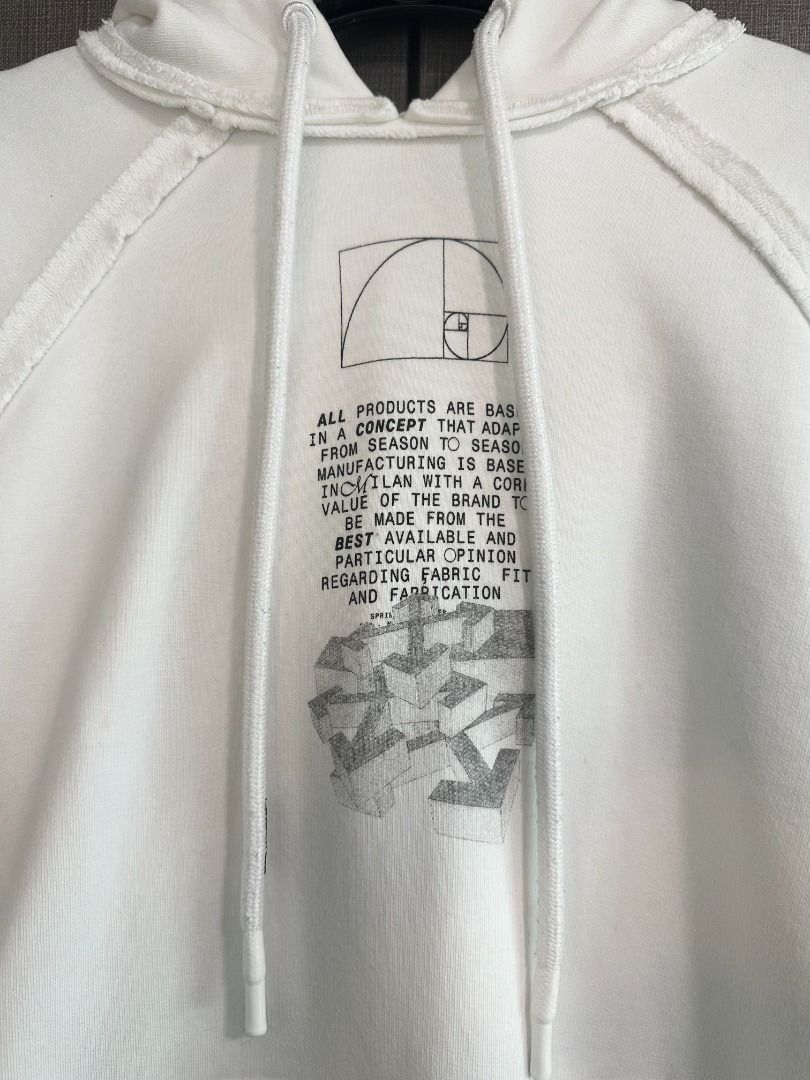 ALL PRODUCTS ARE BAS
IN A CONCEPT THAT ADAP
FROM SEASON TO SEASO
MANUFACTURING IS BASE
IN MILAN WITH A COR
VALUE OF THE BRAND TO
BE MADE FROM THE
BEST AVAILABLE AND
PARTICULAR OPINION
REGARDING FABRIC, FIT
AND FABRICATION